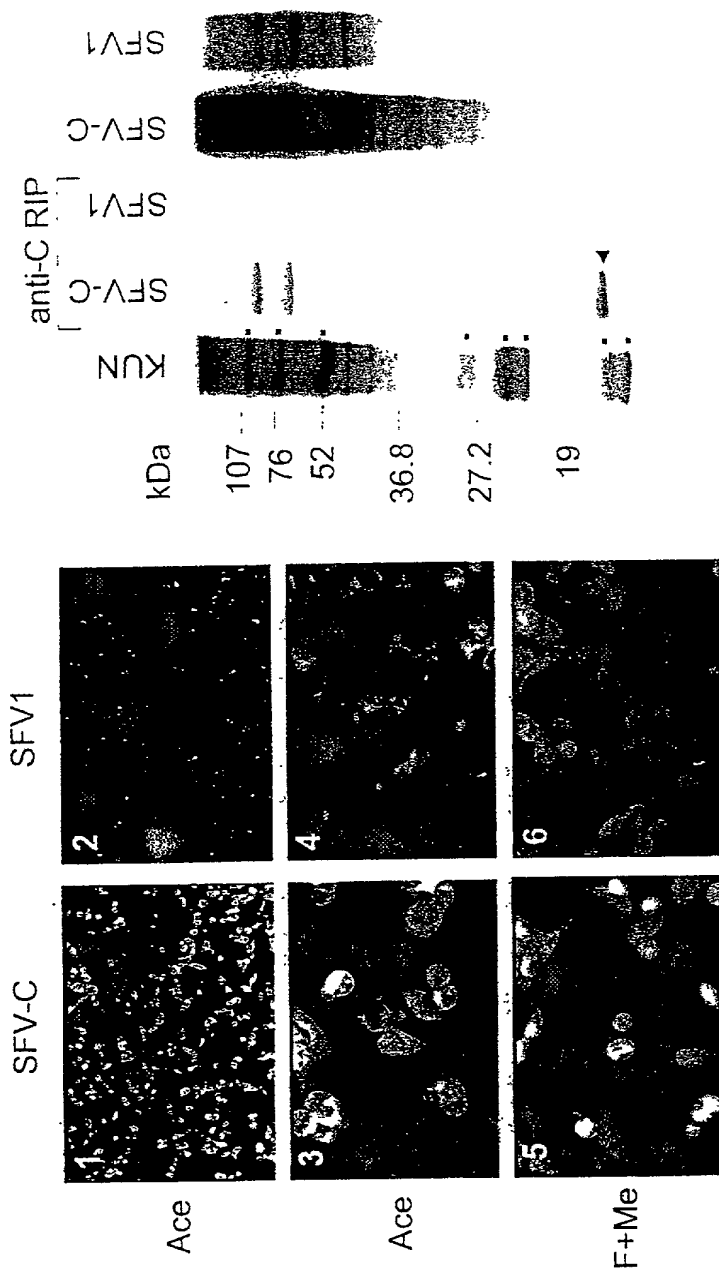 SFV-C SFV1
Ace 1 2
Ace 3 4
F+Me 5 6
anti-C RIP
KUN SFV-C SFV1 SFV-C SFV1
kDa
107
76
52
36.8
27.2
19